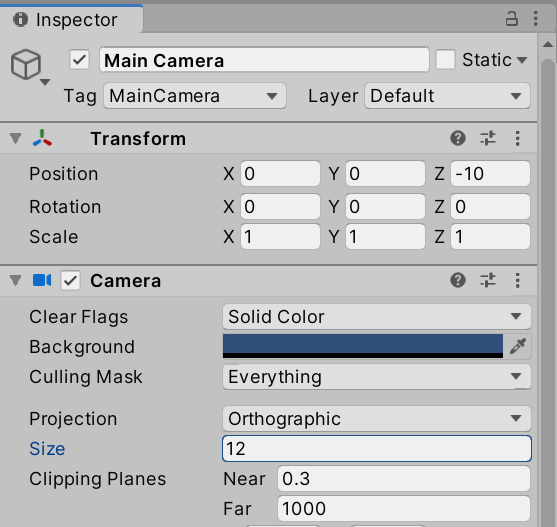 Inspector
Main Camera Static
Tag MainCamera Layer Default
Transform
Position X 0 Y 0 Z -10
Rotation X 0 Y 0 Z 0
Scale X 1 Y 1 Z 1
Camera
Clear Flags Solid Color
Background
Culling Mask Everything
Projection Orthographic
Size 12
Clipping Planes Near 0.3
Far 1000